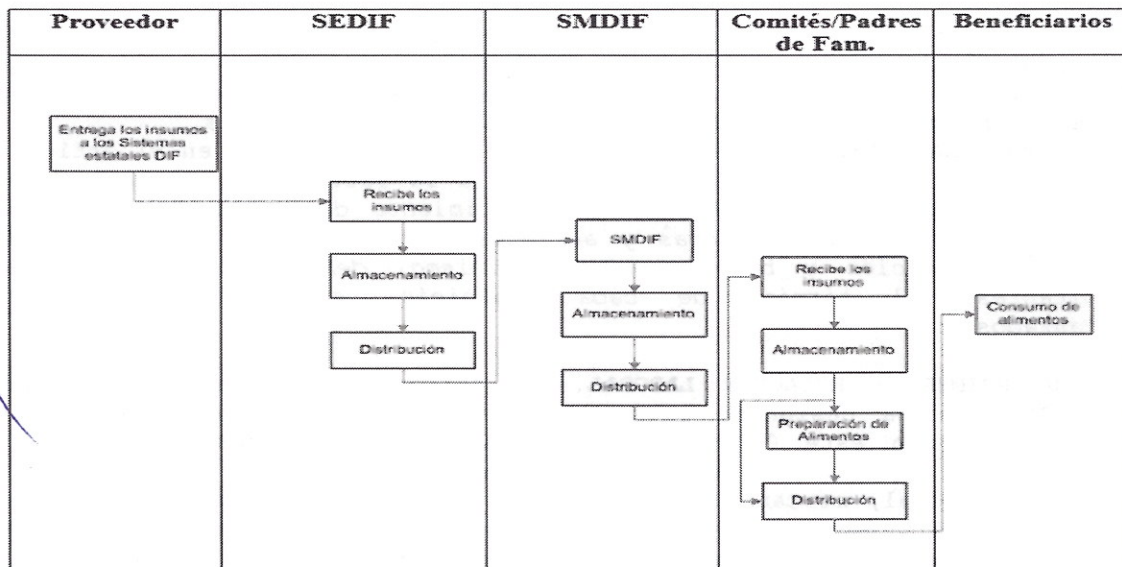 Proveedor
SEDIF
SMDIF
Comités/Padres
de Fam.
Beneficiarios
Entrega los insumos
a los Sistemas
estatales DIF
Recibe los
insumos
Almacenamiento
Distribución
SMDIF
Almacenamiento
Distribución
Recibe los
insumos
Almacenamiento
Preparación de
Alimentos
Distribución
Consumo de
alimentos